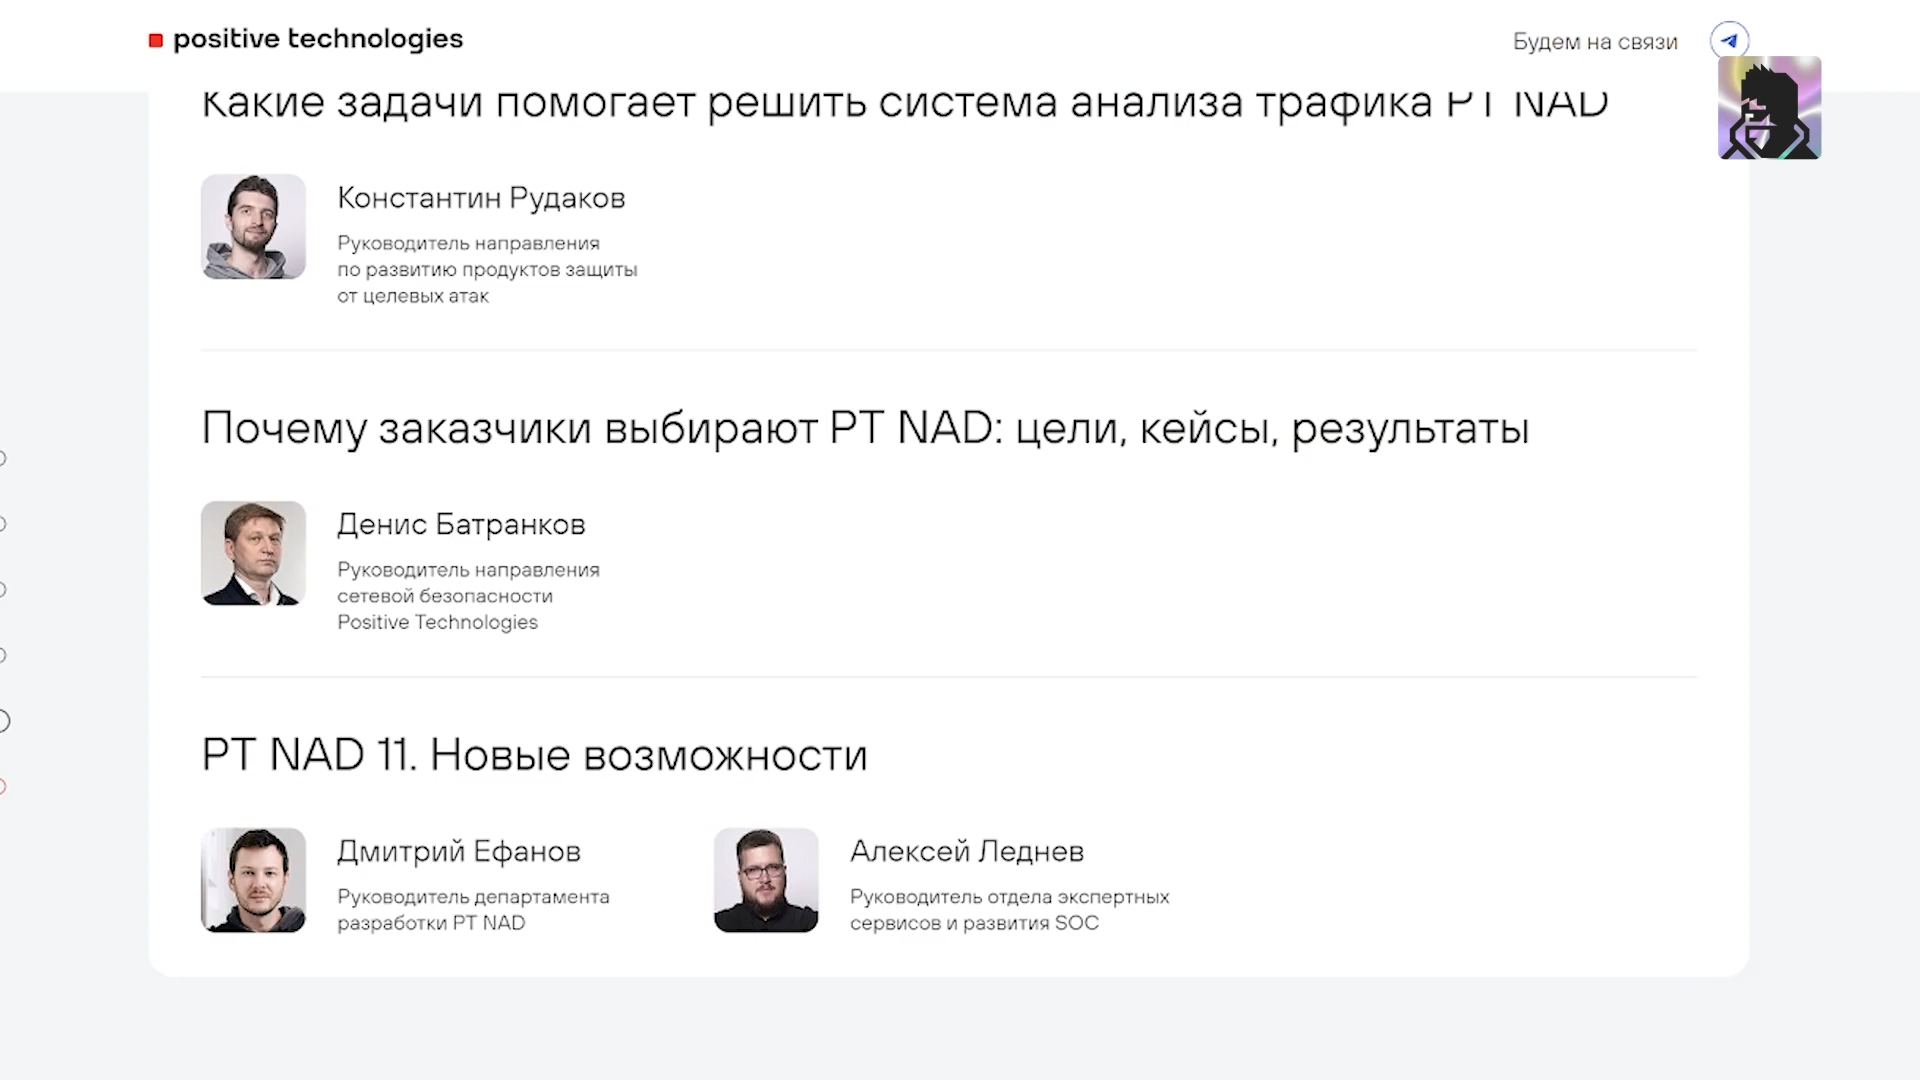 positive technologies
Будем на связи
Какие задачи помогает решить система анализа трафика PT NAD
Константин Рудаков
Руководитель направления
по развитию продуктов защиты
от целевых атак
Почему заказчики выбирают PT NAD: цели, кейсы, результаты
Денис Батранков
Руководитель направления
сетевой безопасности
Positive Technologies
PT NAD 11. Новые возможности
Дмитрий Ефанов
Руководитель департамента
разработки PT NAD
Алексей Леднев
Руководитель отдела экспертных
сервисов и развития SOC